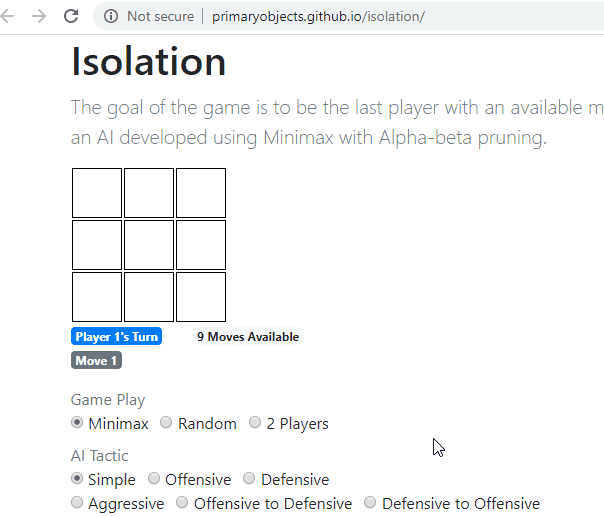 Not secure | primaryobjects.github.io/isolation/
Isolation
The goal of the game is to be the last player with an available m
an AI developed using Minimax with Alpha-beta pruning.
Player 1's Turn 9 Moves Available
Move 1
Game Play
Minimax Random 2 Players
AI Tactic
Simple Offensive Defensive
Aggressive Offensive to Defensive Defensive to Offensive